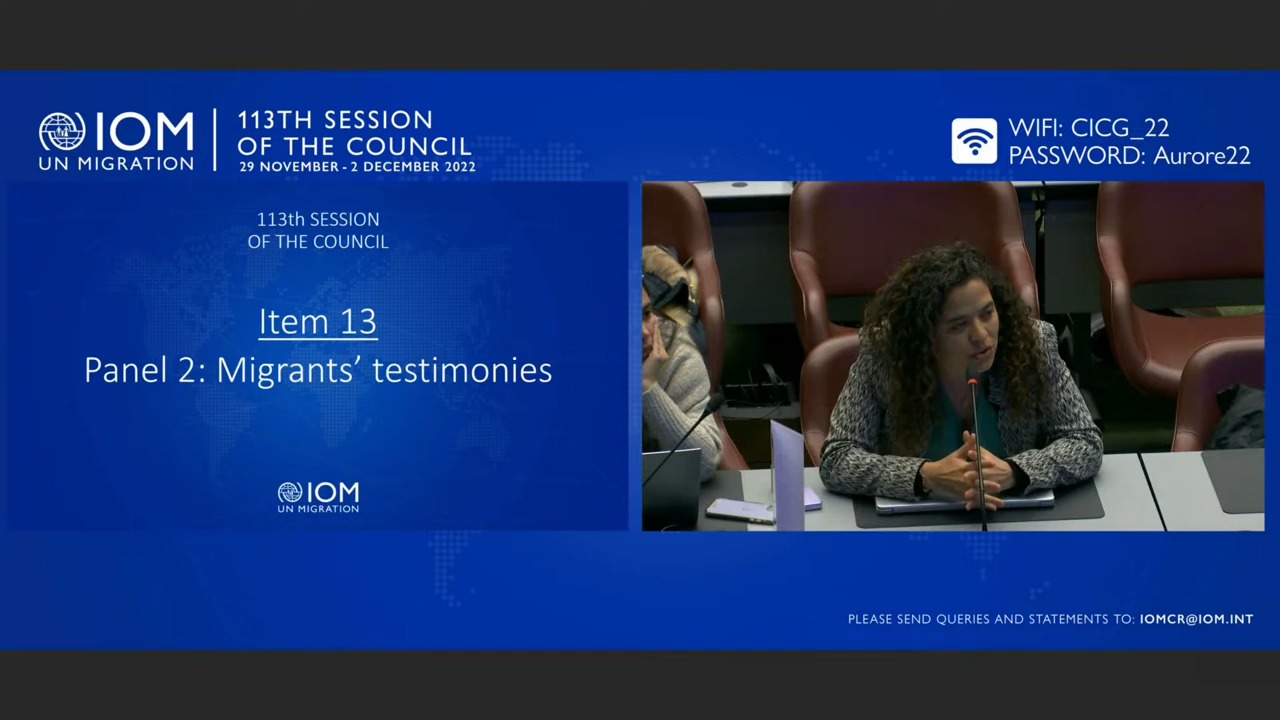 IOM
UN MIGRATION
113TH SESSION
OF THE COUNCIL
29 NOVEMBER - 2 DECEMBER 2022
WIFI: CICG_22
PASSWORD: Aurore22
113th SESSION
OF THE COUNCIL
Item 13
Panel 2: Migrants’ testimonies
IOM
UN MIGRATION
PLEASE SEND QUERIES AND STATEMENTS TO: IOMCR@IOM.INT